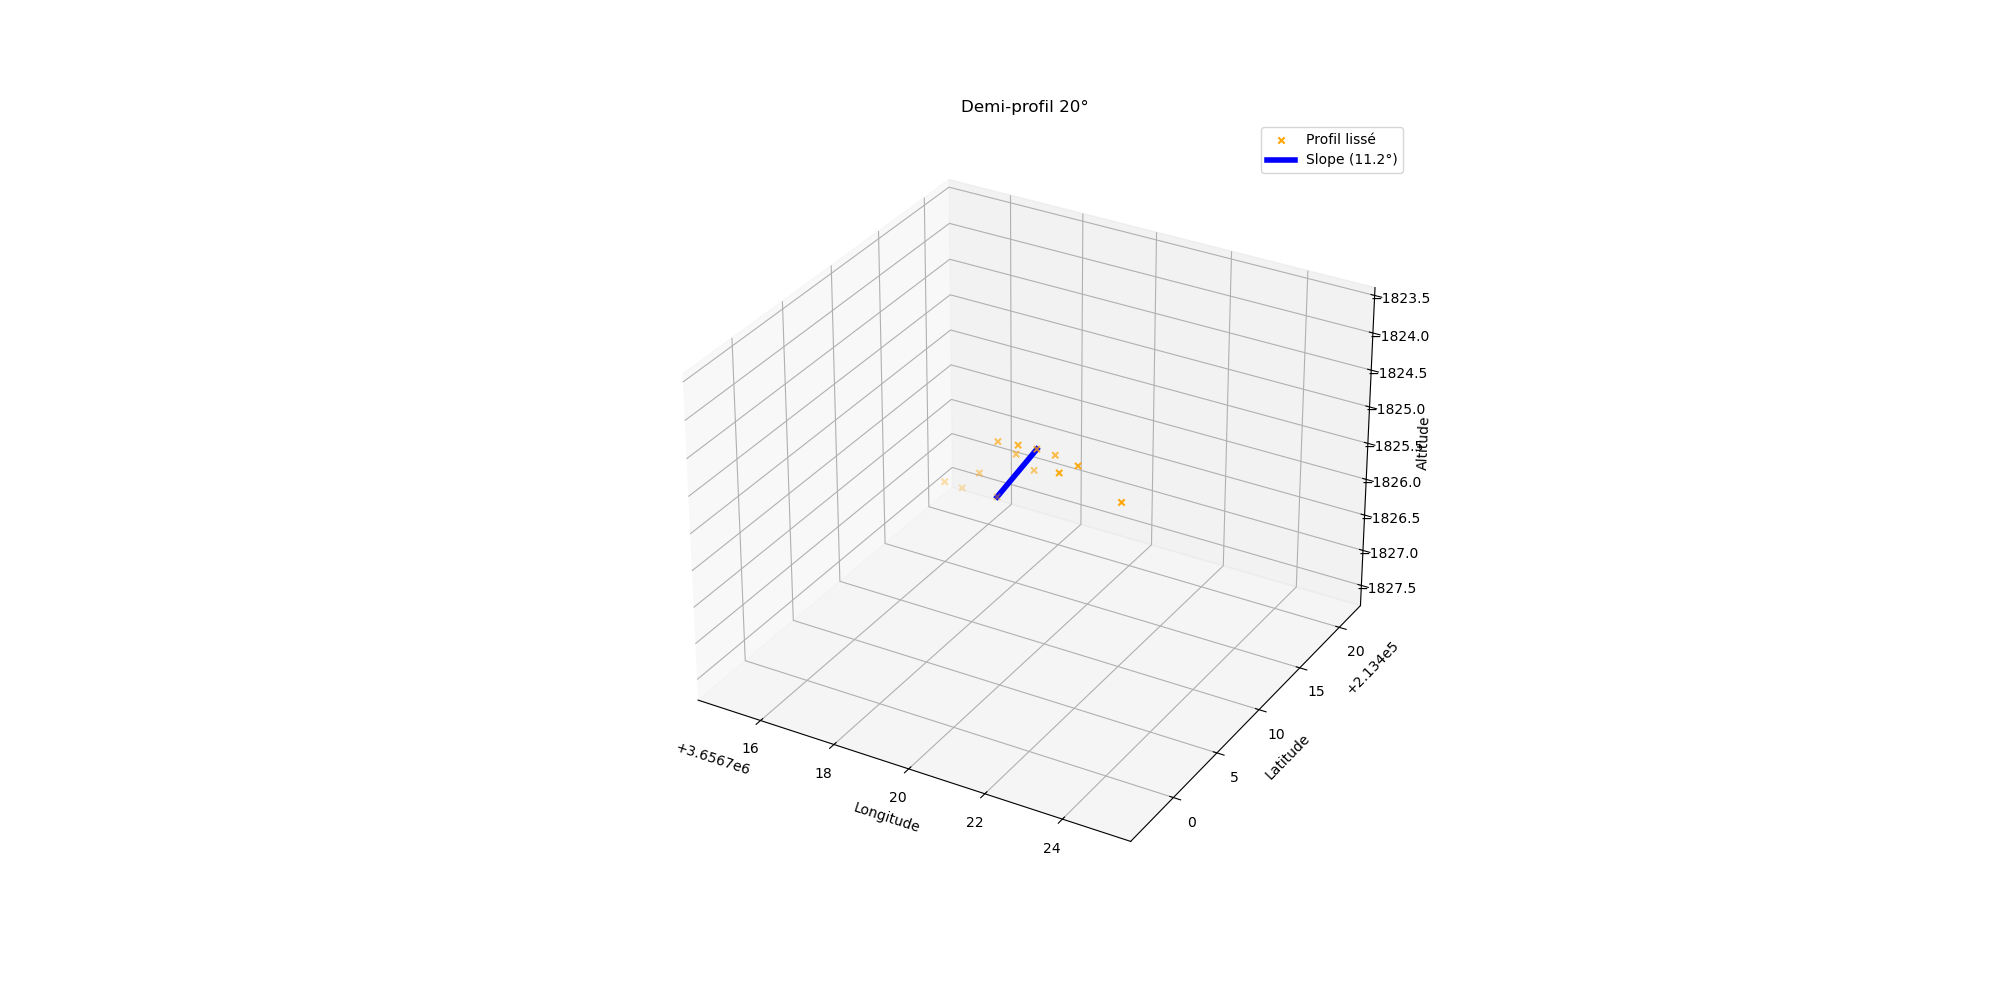 Demi-profil 20°
Profil lissé
Slope (11.2°)
−1823.5
−1824.0
−1824.5
−1825.0
−1825.5
−1826.0
−1826.5
−1827.0
−1827.5
Altitude
20
15
10
5
0
+2.134e5
Latitude
16
18
20
22
24
+3.6567e6
Longitude